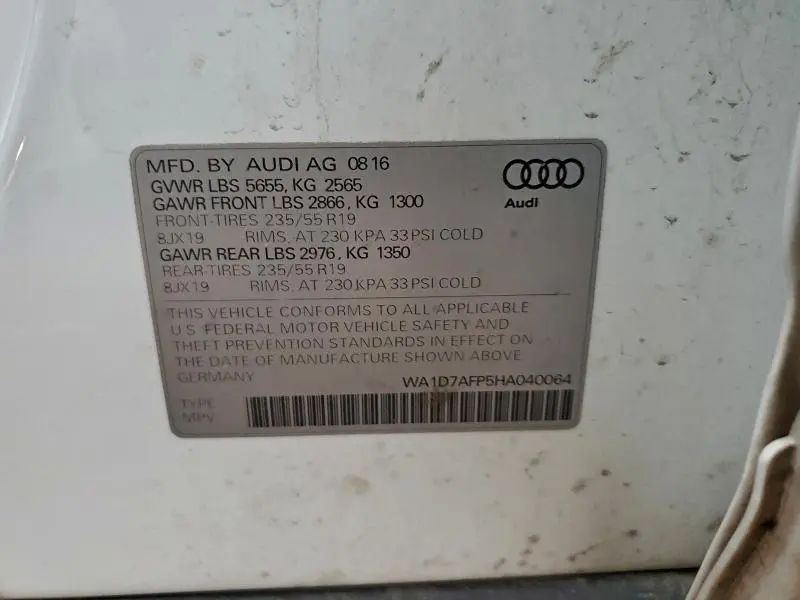 MFD. BY AUDI AG 08 16
GVWR LBS 5655, KG 2565
GAWR FRONT LBS 2866, KG 1300
FRONT-TIRES 235/55 R19
8JX19 RIMS, AT 230 KPA 33 PSI COLD
GAWR REAR LBS 2976, KG 1350
REAR-TIRES 235/55 R19
8JX19 RIMS, AT 230 KPA 33 PSI COLD
Audi
THIS VEHICLE CONFORMS TO ALL APPLICABLE
U.S. FEDERAL MOTOR VEHICLE SAFETY AND
THEFT PREVENTION STANDARDS IN EFFECT ON
THE DATE OF MANUFACTURE SHOWN ABOVE
GERMANY WA1D7AFP5HA040064
TYPE
MPV